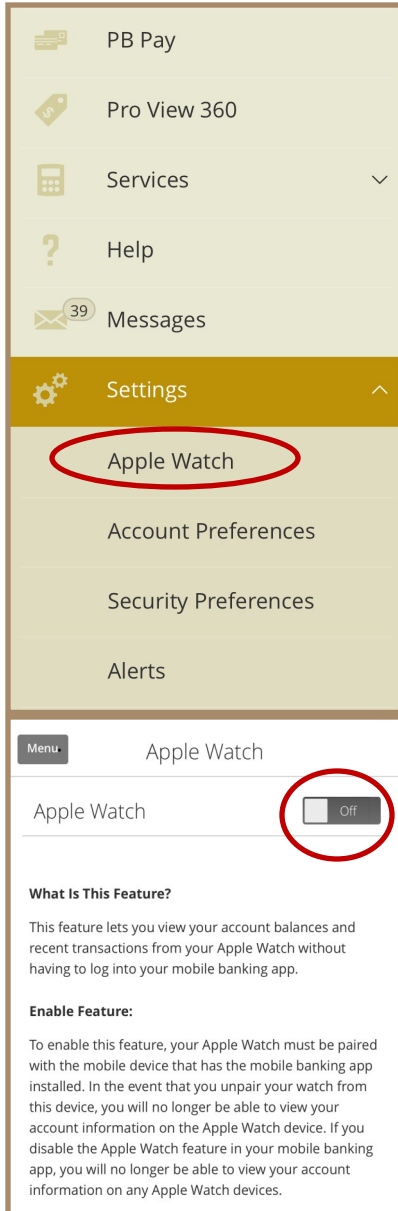 PB Pay
Pro View 360
Services
Help
39
Messages
Settings
Apple Watch
Account Preferences
Security Preferences
Alerts
Menu
Apple Watch
Apple Watch
Off
What Is This Feature?
This feature lets you view your account balances and
recent transactions from your Apple Watch without
having to log into your mobile banking app.
Enable Feature:
To enable this feature, your Apple Watch must be paired
with the mobile device that has the mobile banking app
installed. In the event that you unpair your watch from
this device, you will no longer be able to view your
account information on the Apple Watch device. If you
disable the Apple Watch feature in your mobile banking
app, you will no longer be able to view your account
information on any Apple Watch devices.